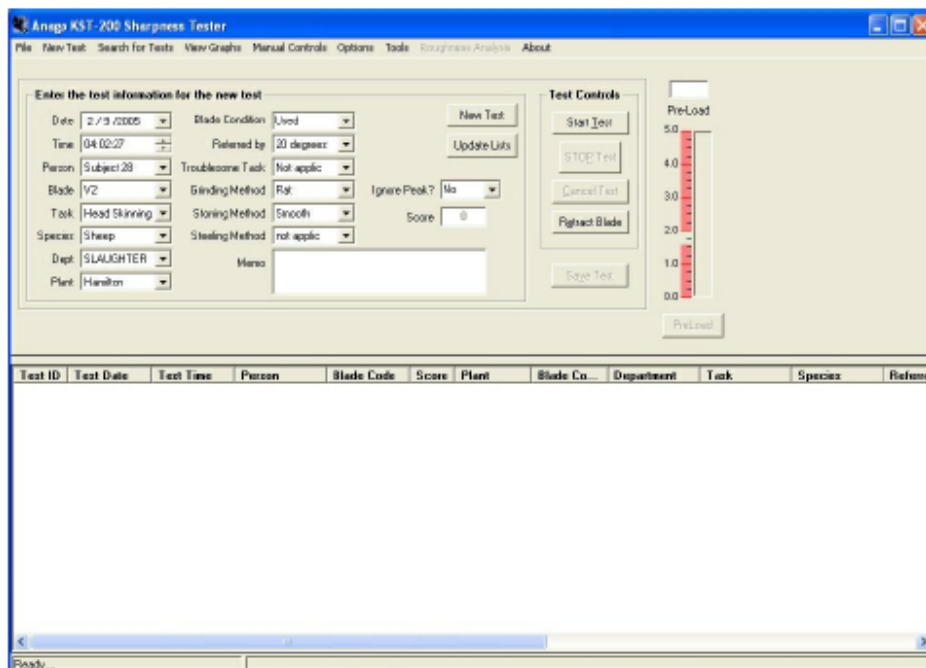 Anago KST-200 Sharpness Tester
File New Test Search for Tests View Graphs Manual Controls Options Tools Roughness Analysis About
Enter the test information for the new test
Date 2 / 9 /2005
Time 04:02:27
Person Subject 28
Blade V2
Task Head Skinning
Species Sheep
Dept SLAUGHTER
Plant Hamilton
Blade Condition Used
Referred by 20 degrees
Troublesome Task Not applic
Grinding Method Flat
Stoning Method Smooth
Steeling Method not applic
Memo
New Test
Update Lists
Ignore Peak? No
Score 0
Test Controls
Start Test
STOP Test
Cancel Test
Retract Blade
Save Test
Pre-Load
5.0
4.0
3.0
2.0
1.0
0.0
PreLoad
Test ID Test Date Test Time Person Blade Code Score Plant Blade Co... Department Task Species Referre
Ready...